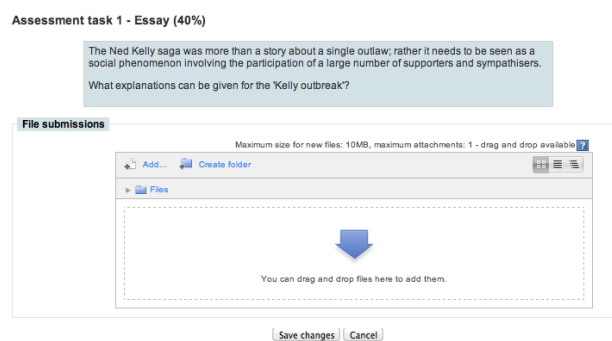 Assessment task 1 - Essay (40%)
The Ned Kelly saga was more than a story about a single outlaw; rather it needs to be seen as a
social phenomenon involving the participation of a large number of supporters and sympathisers.
What explanations can be given for the 'Kelly outbreak'?
File submissions
Maximum size for new files: 10MB, maximum attachments: 1 - drag and drop available ?
Add... Create folder
Files
You can drag and drop files here to add them.
Save changes Cancel